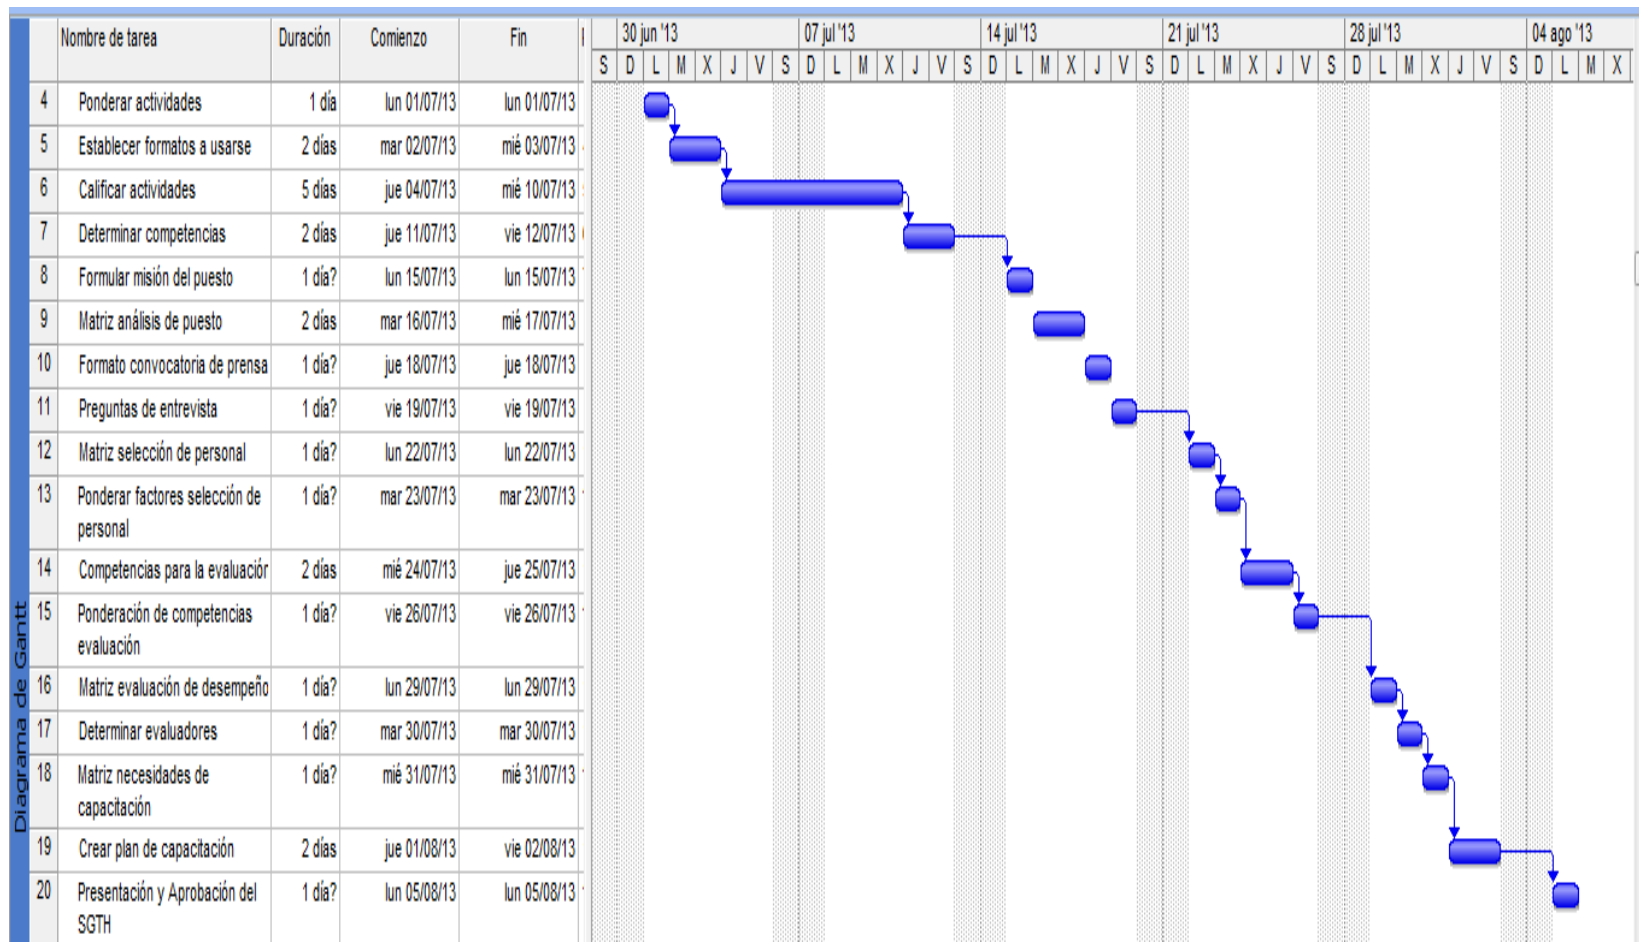 Diagrama de Gantt
Nombre de tarea Duración Comienzo Fin
30 jun '13 07 jul '13 14 jul '13 21 jul '13 28 jul '13 04 ago '13
S D L M X J V S D L M X J V S D L M X J V S D L M X J V S D L M X J V S D L M X
4 Ponderar actividades 1 día lun 01/07/13 lun 01/07/13
5 Establecer formatos a usarse 2 días mar 02/07/13 mié 03/07/13
6 Calificar actividades 5 días jue 04/07/13 mié 10/07/13
7 Determinar competencias 2 días jue 11/07/13 vie 12/07/13
8 Formular misión del puesto 1 día? lun 15/07/13 lun 15/07/13
9 Matriz análisis de puesto 2 días mar 16/07/13 mié 17/07/13
10 Formato convocatoria de prensa 1 día? jue 18/07/13 jue 18/07/13
11 Preguntas de entrevista 1 día? vie 19/07/13 vie 19/07/13
12 Matriz selección de personal 1 día? lun 22/07/13 lun 22/07/13
13 Ponderar factores selección de 1 día? mar 23/07/13 mar 23/07/13
personal
14 Competencias para la evaluación 2 días mié 24/07/13 jue 25/07/13
15 Ponderación de competencias 1 día? vie 26/07/13 vie 26/07/13
evaluación
16 Matriz evaluación de desempeño 1 día? lun 29/07/13 lun 29/07/13
17 Determinar evaluadores 1 día? mar 30/07/13 mar 30/07/13
18 Matriz necesidades de 1 día? mié 31/07/13 mié 31/07/13
capacitación
19 Crear plan de capacitación 2 días jue 01/08/13 vie 02/08/13
20 Presentación y Aprobación del 1 día? lun 05/08/13 lun 05/08/13
SGTH